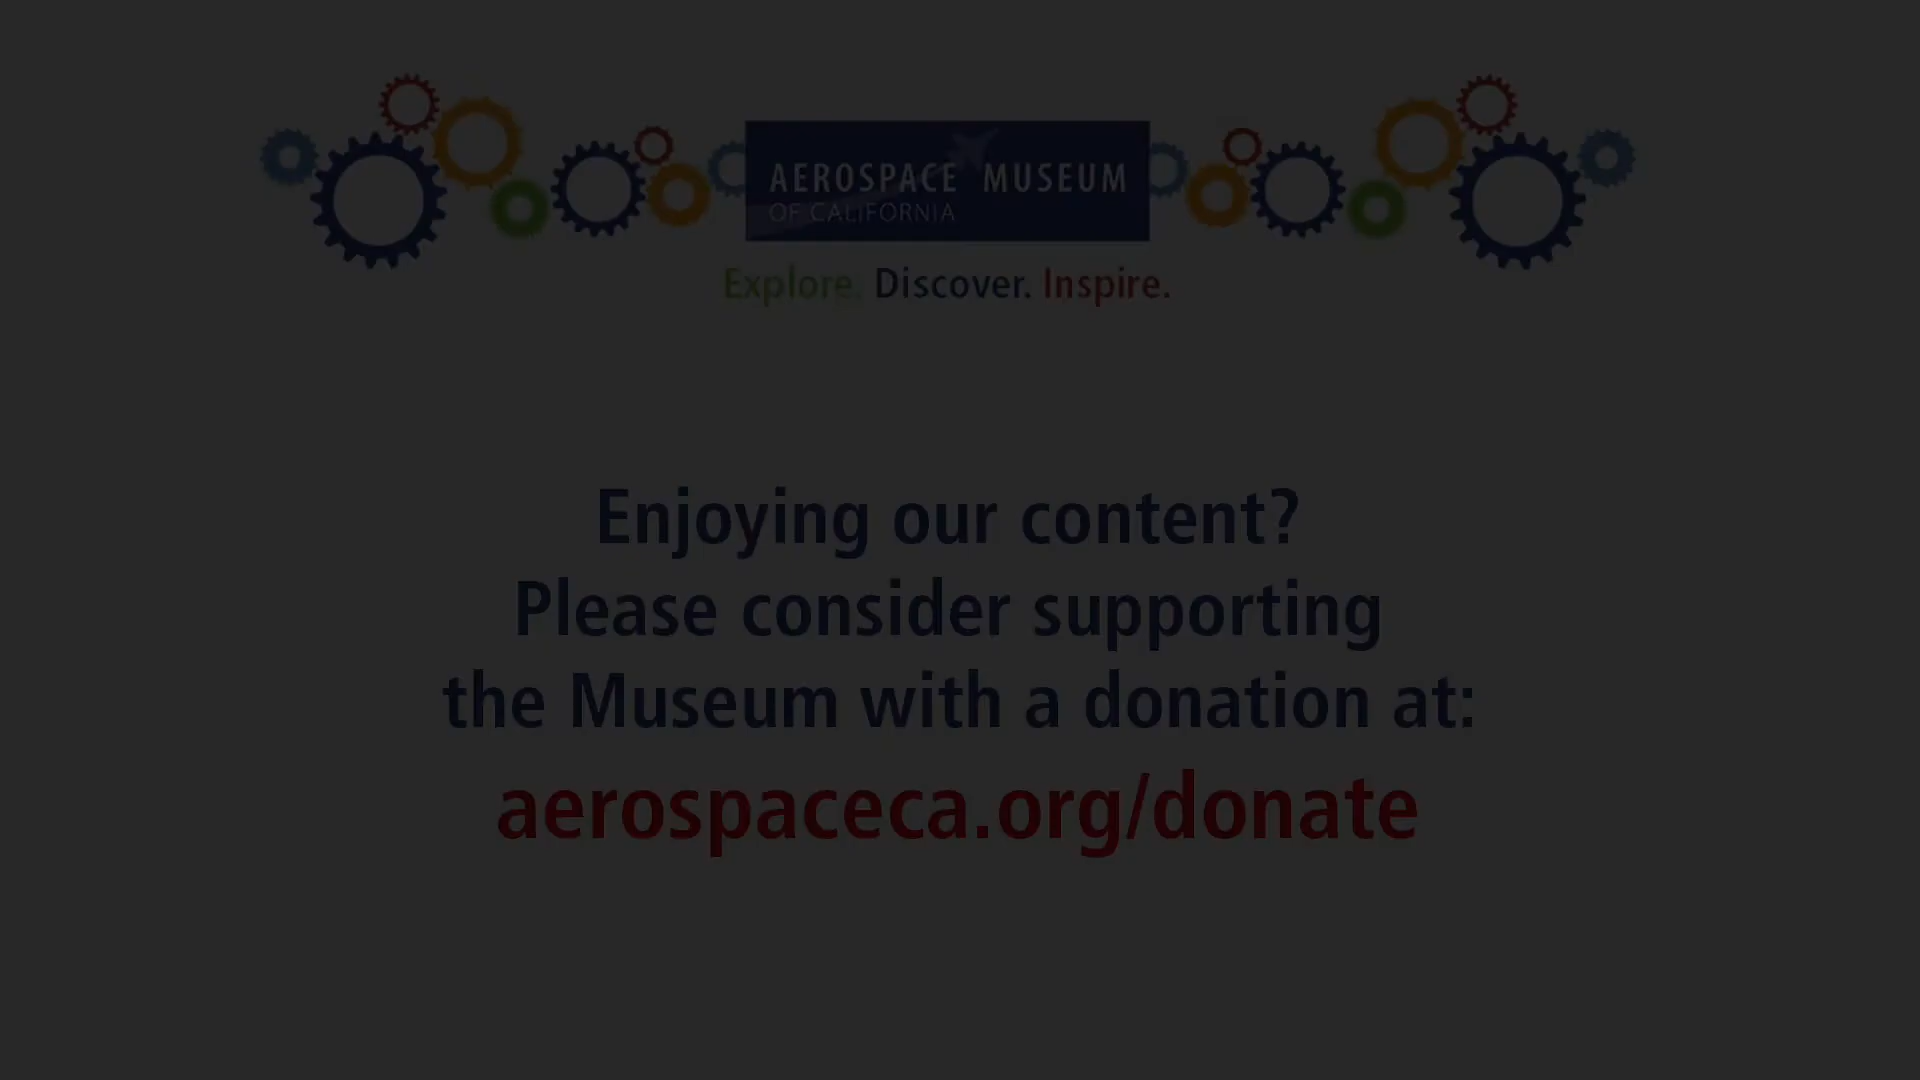 AEROSPACE MUSEUM
OF CALIFORNIA
Explore. Discover. Inspire.
Enjoying our content?
Please consider supporting
the Museum with a donation at:
aerospaceca.org/donate